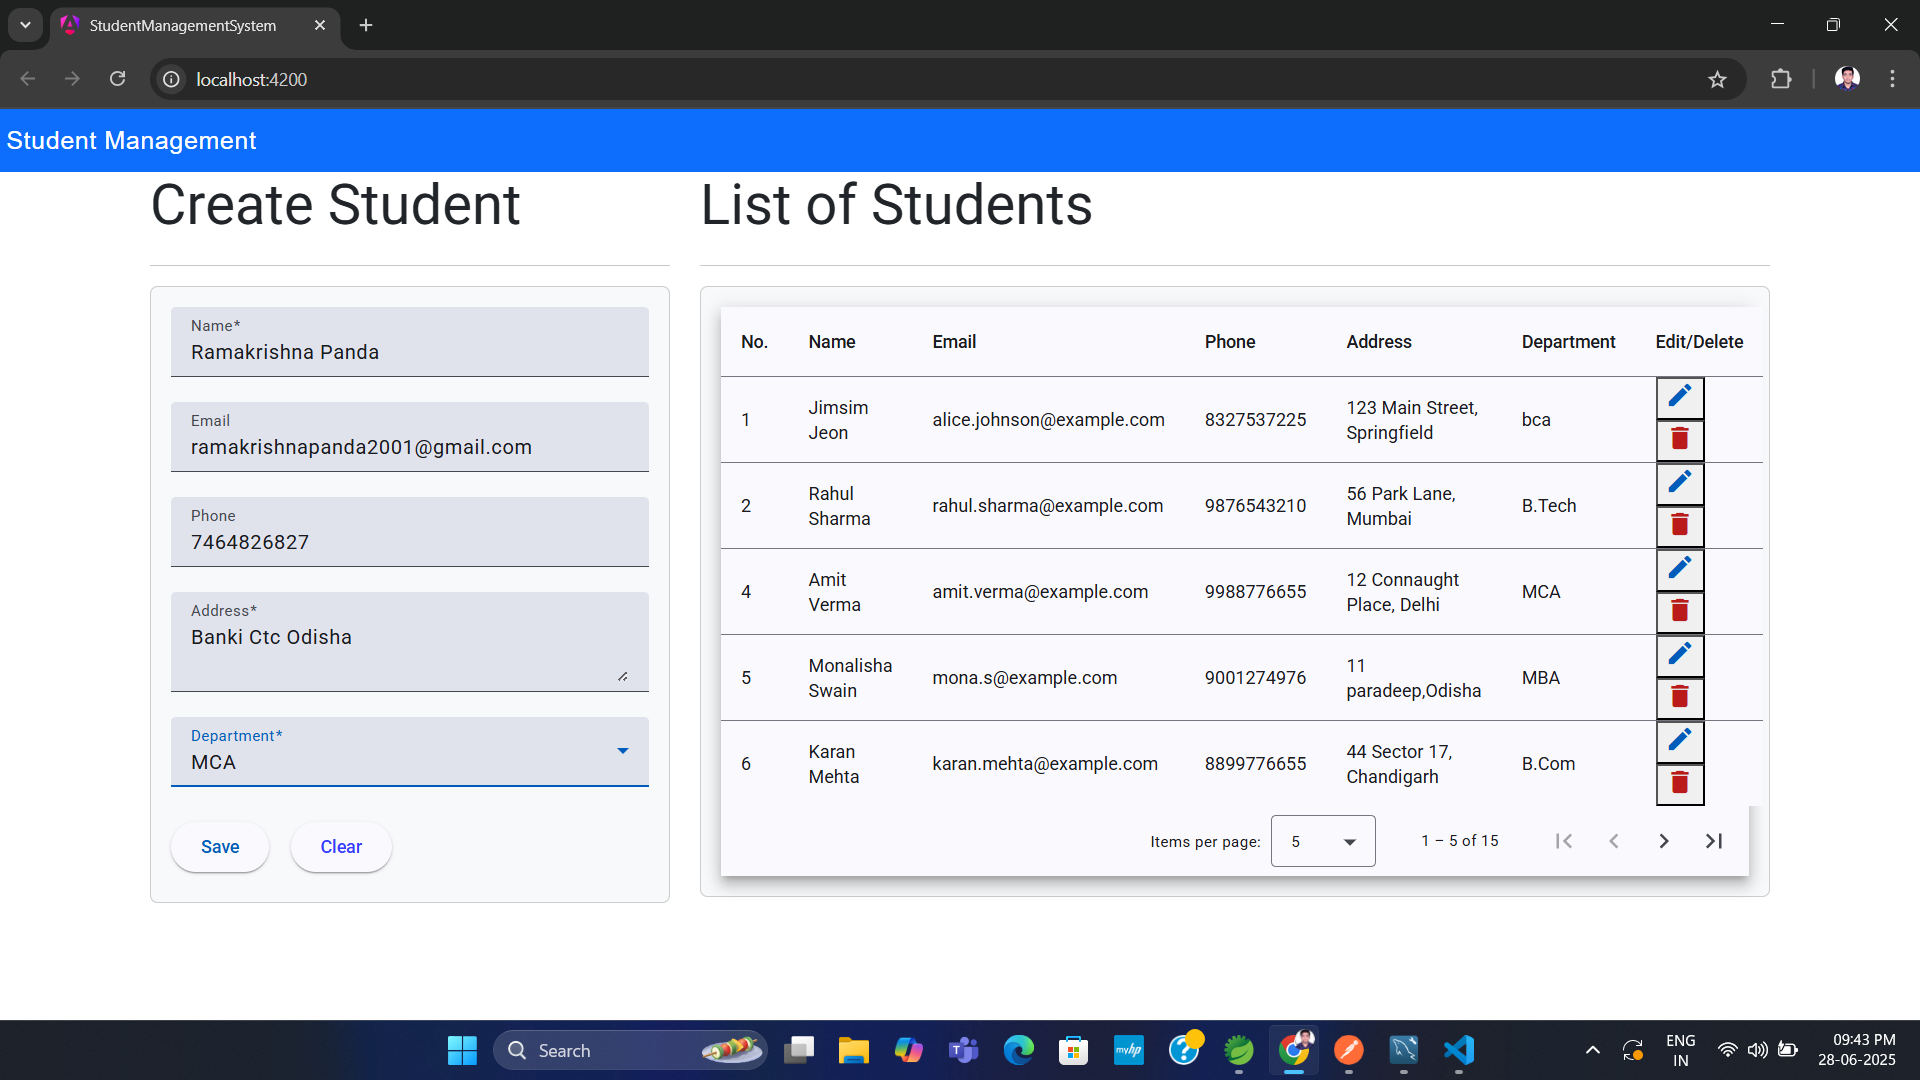 StudentManagementSystem
localhost:4200
Student Management
Create Student
Name*
Ramakrishna Panda
Email
ramakrishnapanda2001@gmail.com
Phone
7464826827
Address*
Banki Ctc Odisha
Department*
MCA
Save Clear
List of Students
No. Name Email Phone Address Department Edit/Delete
1 Jimsim Jeon alice.johnson@example.com 8327537225 123 Main Street, Springfield bca
2 Rahul Sharma rahul.sharma@example.com 9876543210 56 Park Lane, Mumbai B.Tech
4 Amit Verma amit.verma@example.com 9988776655 12 Connaught Place, Delhi MCA
5 Monalisha Swain mona.s@example.com 9001274976 11 paradeep,Odisha MBA
6 Karan Mehta karan.mehta@example.com 8899776655 44 Sector 17, Chandigarh B.Com
Items per page: 5 1 – 5 of 15
Search
myhp
ENG
IN
09:43 PM
28-06-2025